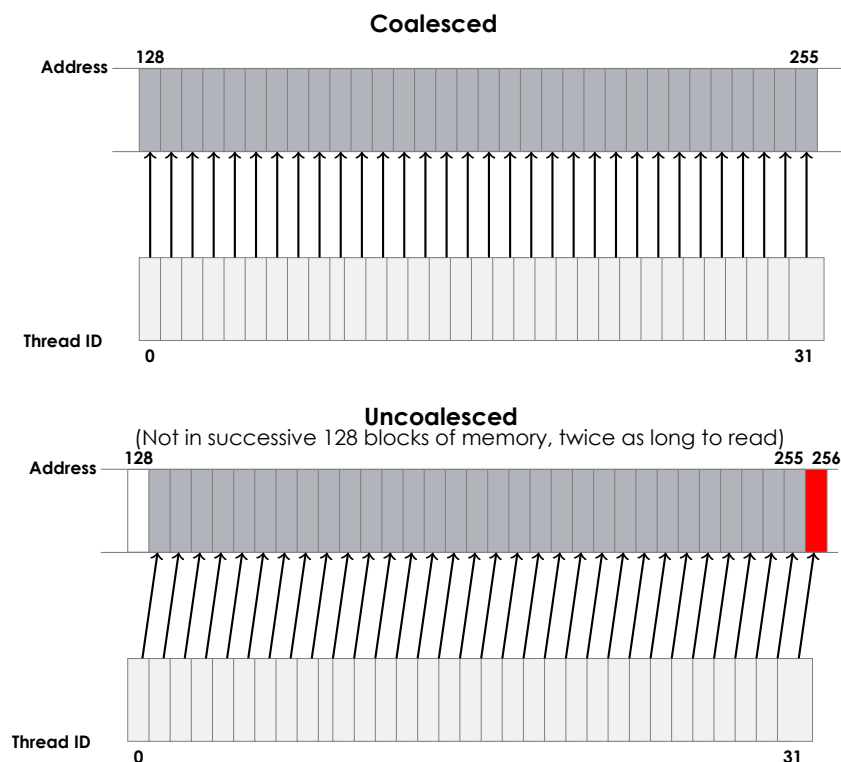 Coalesced
128 255
Address
Thread ID
0 31
Uncoalesced
(Not in successive 128 blocks of memory, twice as long to read)
128 255 256
Address
Thread ID
0 31